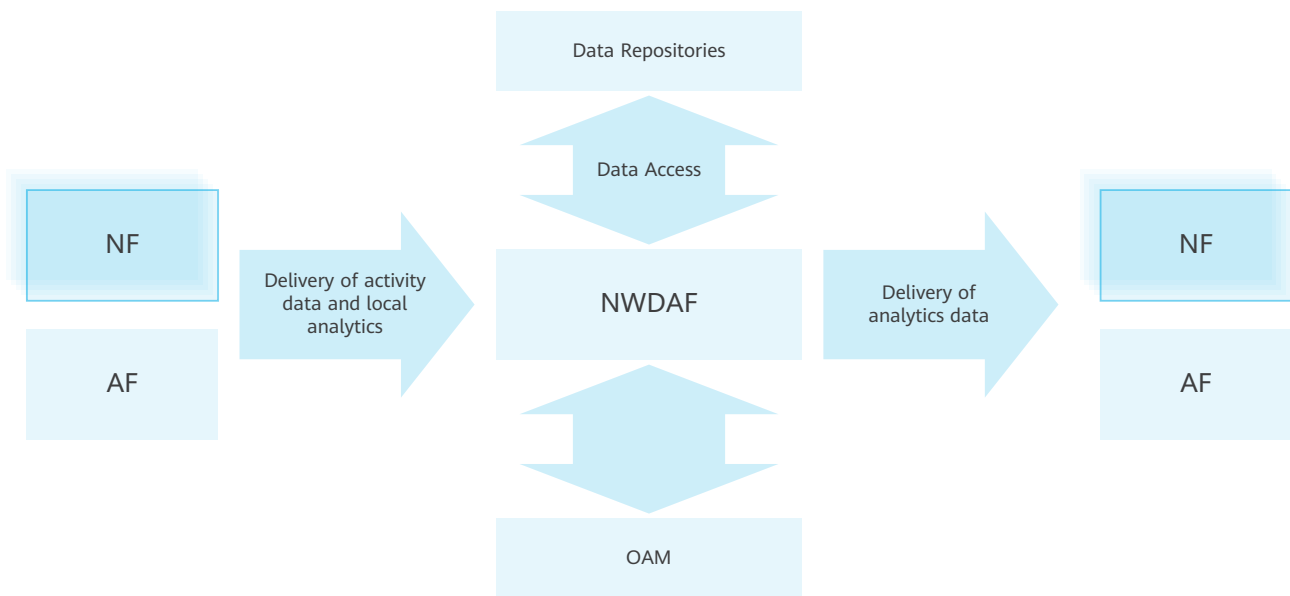 Data Repositories
Data Access
NF
AF
Delivery of activity
data and local
analytics
NWDAF
Delivery of
analytics data
NF
AF
OAM